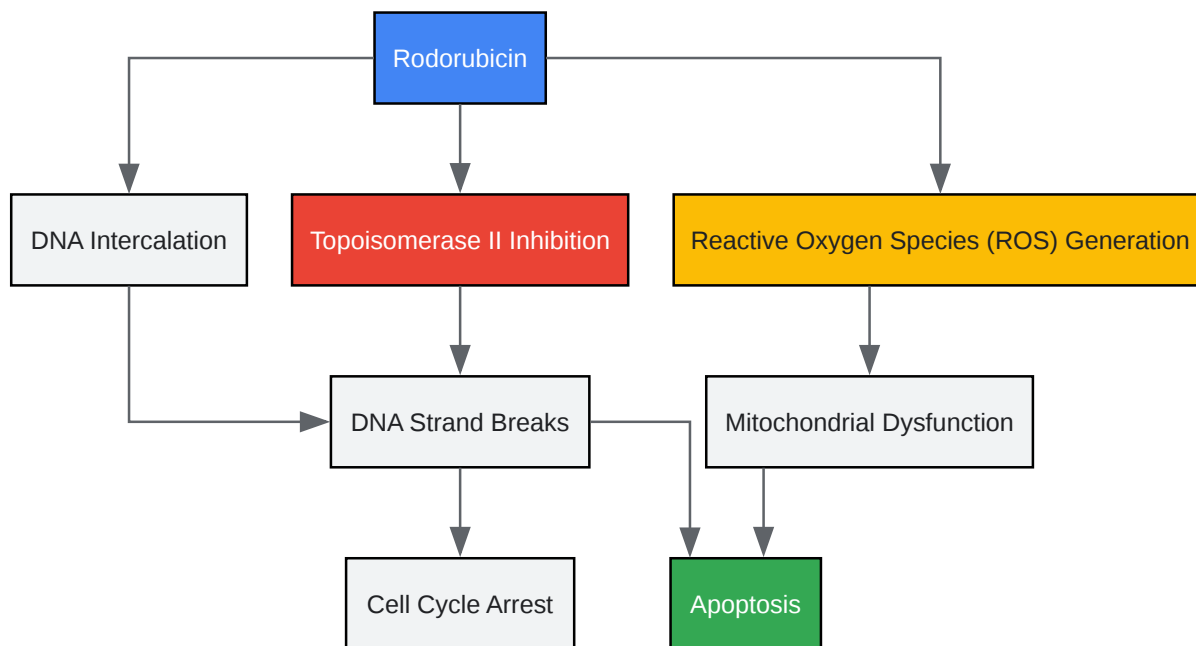 Rodorubicin
DNA Intercalation
Topoisomerase II Inhibition
Reactive Oxygen Species (ROS) Generation
DNA Strand Breaks
Mitochondrial Dysfunction
Cell Cycle Arrest
Apoptosis